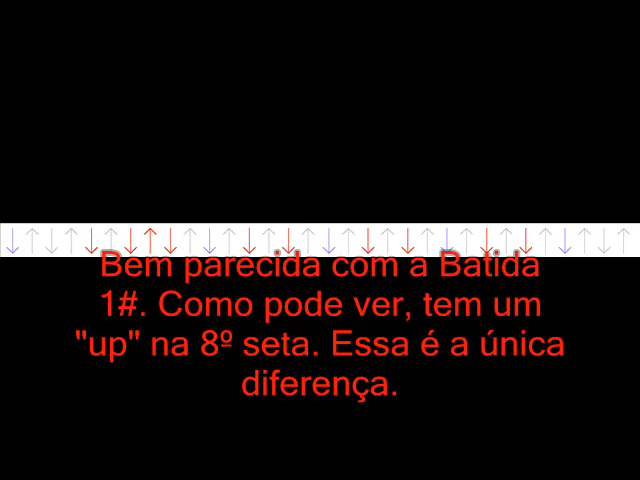 Bem parecida com a Batida
1#. Como pode ver, tem um
"up" na 8º seta. Essa é a única
diferença.